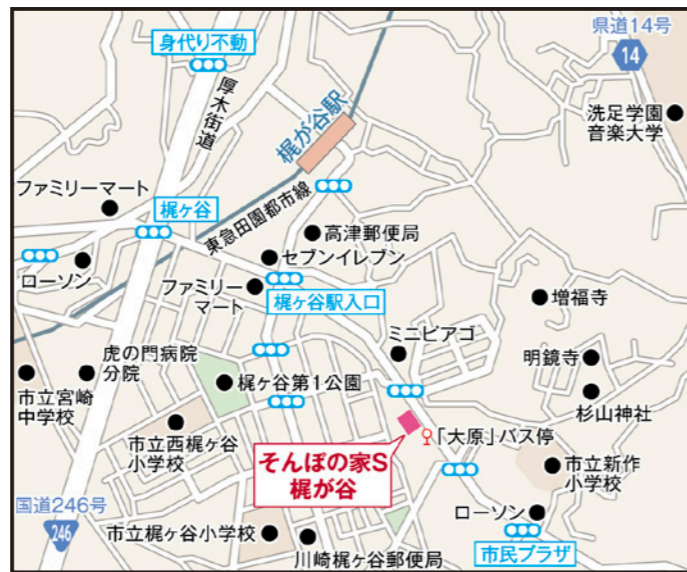 身代り不動
県道14号
14
厚木街道
梶が谷駅
洗足学園
音楽大学
ファミリーマート
梶ヶ谷
東急田園都市線
高津郵便局
ローソン
セブンイレブン
ファミリー
マート
梶ヶ谷駅入口
増福寺
ミニピアゴ
虎の門病院
分院
明鏡寺
市立宮崎
中学校
梶ヶ谷第1公園
杉山神社
市立西梶ヶ谷
小学校
「大原」バス停
そんぽの家S
梶が谷
市立新作
小学校
国道246号
246
ローソン
市立梶ヶ谷小学校
川崎梶ヶ谷郵便局
市民プラザ